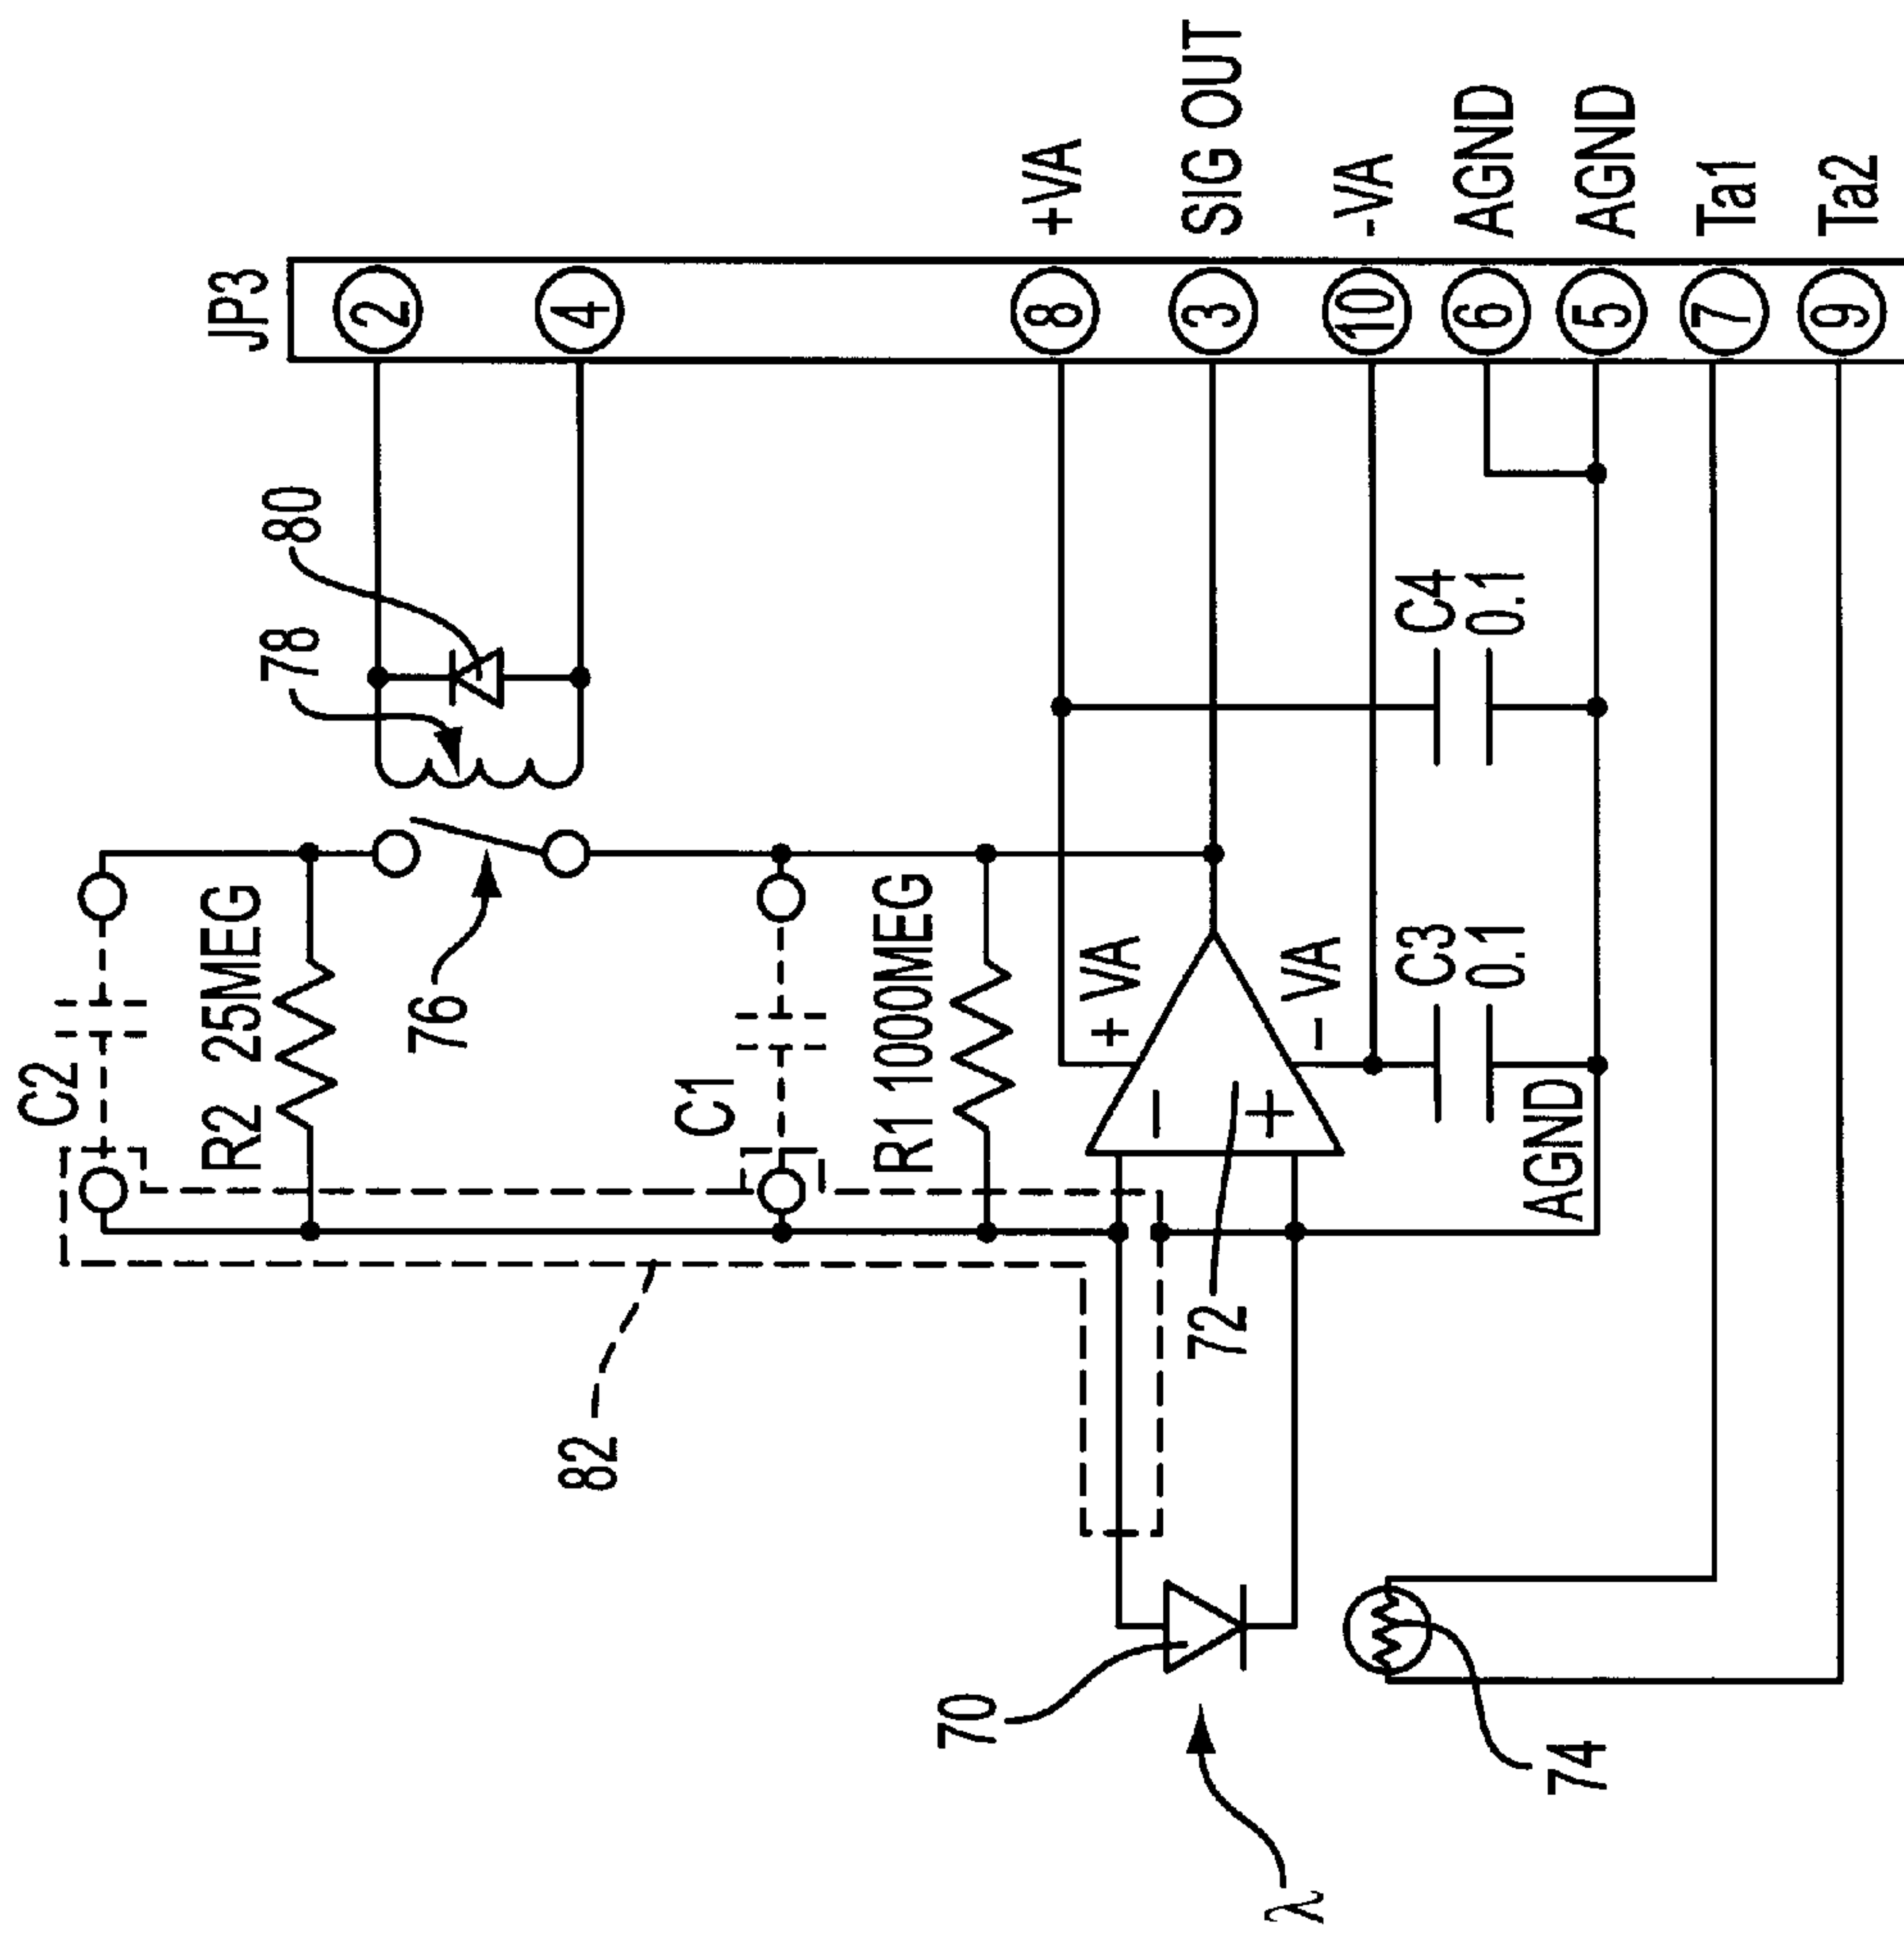 JP3
2
4
8
3
10
6
5
7
9
+VA
SIG OUT
-VA
AGND
AGND
Ta1
Ta2
80
78
76
C2
R2 25MEG
C1
R1 1000MEG
+ VA
- VA
−
+
C4
0.1
C3
0.1
AGND
72
82
70
74
λ